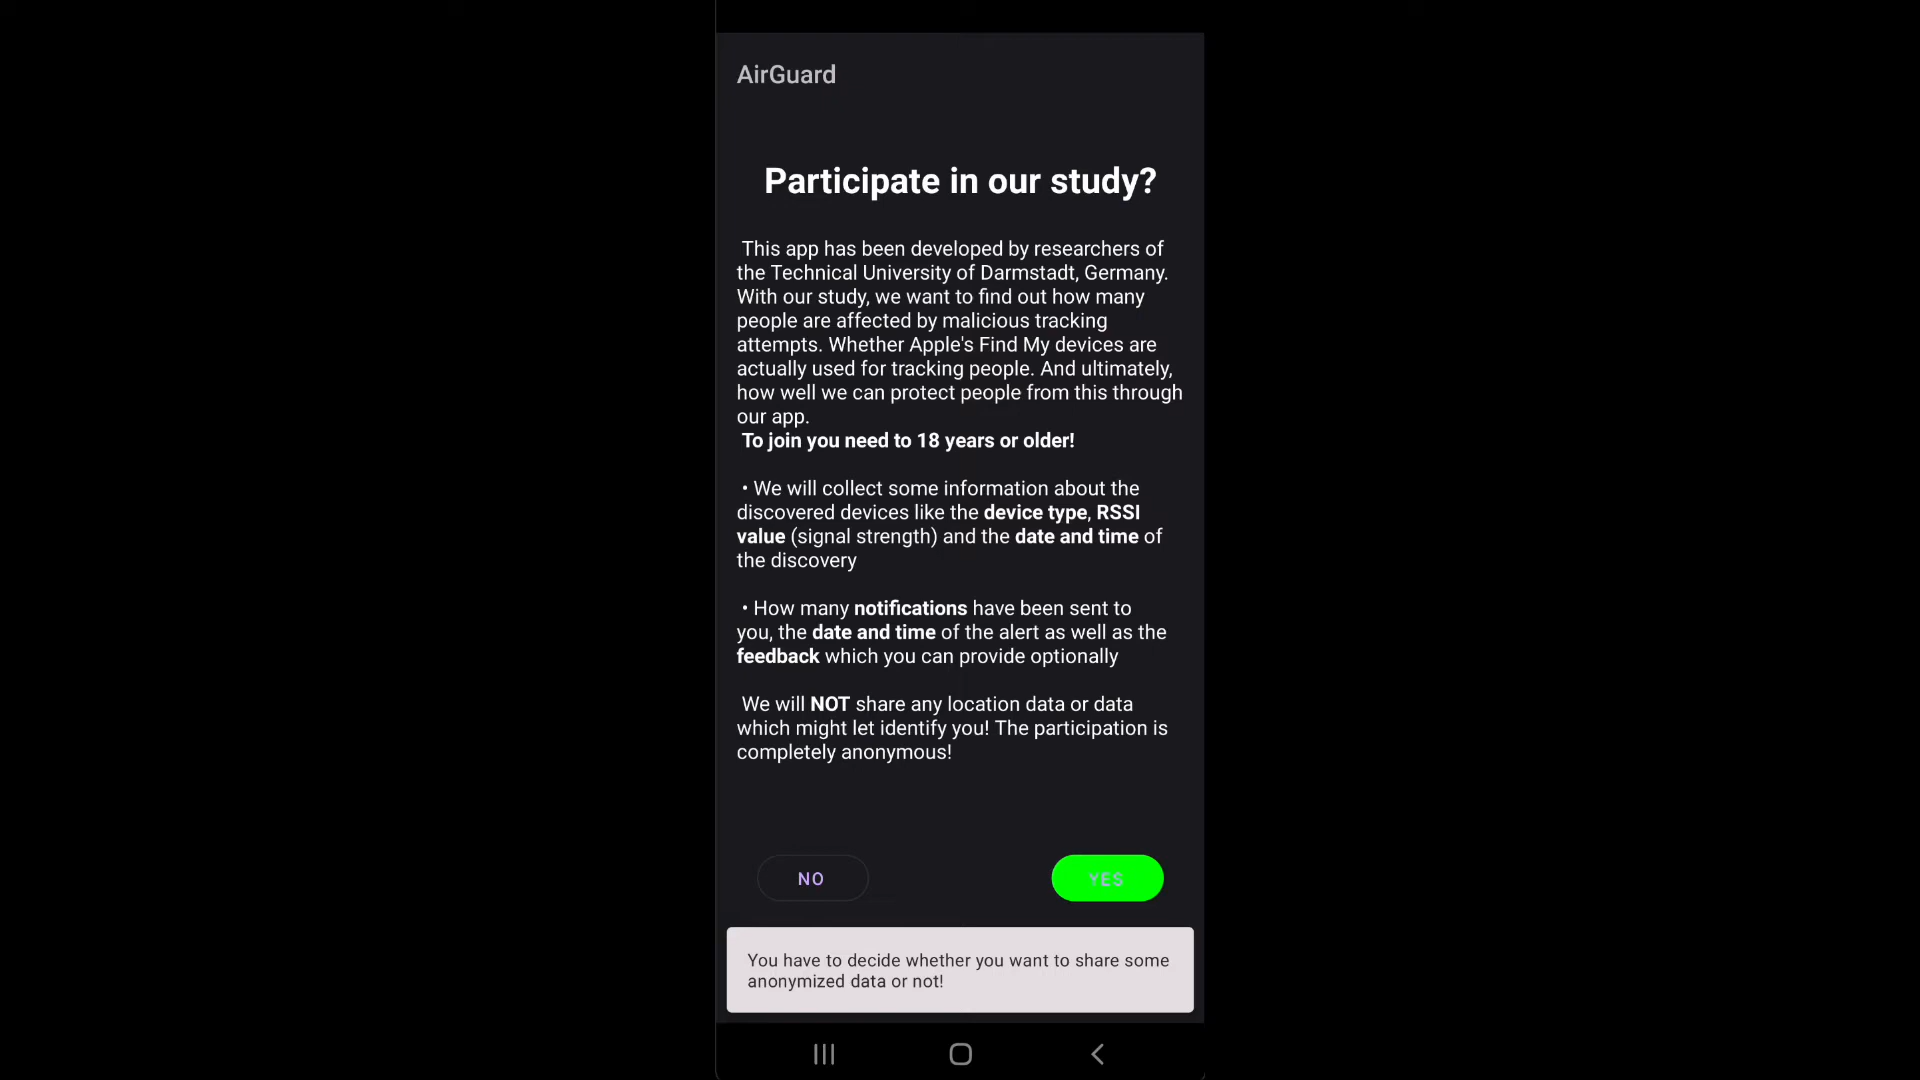 AirGuard
Participate in our study?
This app has been developed by researchers of
the Technical University of Darmstadt, Germany.
With our study, we want to find out how many
people are affected by malicious tracking
attempts. Whether Apple's Find My devices are
actually used for tracking people. And ultimately,
how well we can protect people from this through
our app.
To join you need to 18 years or older!
• We will collect some information about the
discovered devices like the device type, RSSI
value (signal strength) and the date and time of
the discovery
• How many notifications have been sent to
you, the date and time of the alert as well as the
feedback which you can provide optionally
We will NOT share any location data or data
which might let identify you! The participation is
completely anonymous!
NO
YES
You have to decide whether you want to share some
anonymized data or not!